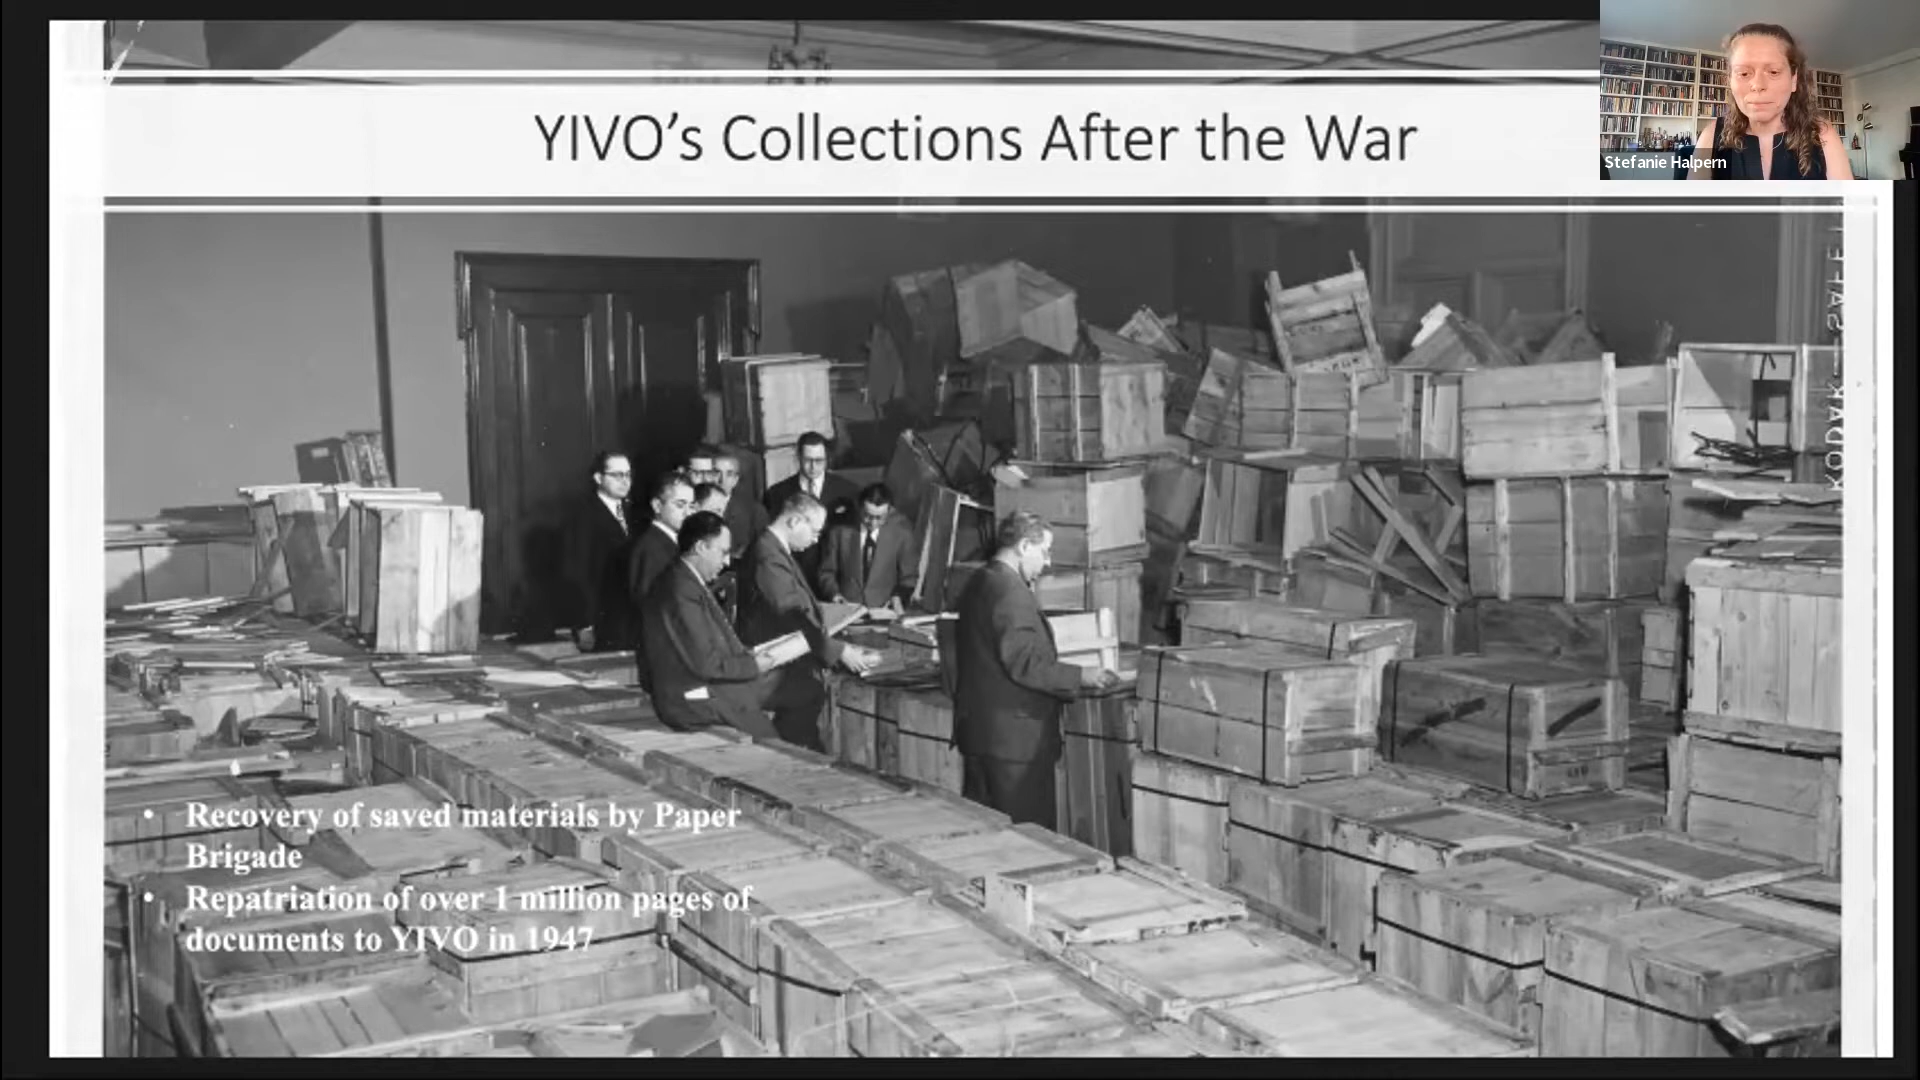 YIVO's Collections After the War
Stefanie Halpern
• Recovery of saved materials by Paper
Brigade
• Repatriation of over 1 million pages of
documents to YIVO in 1947
KODAK